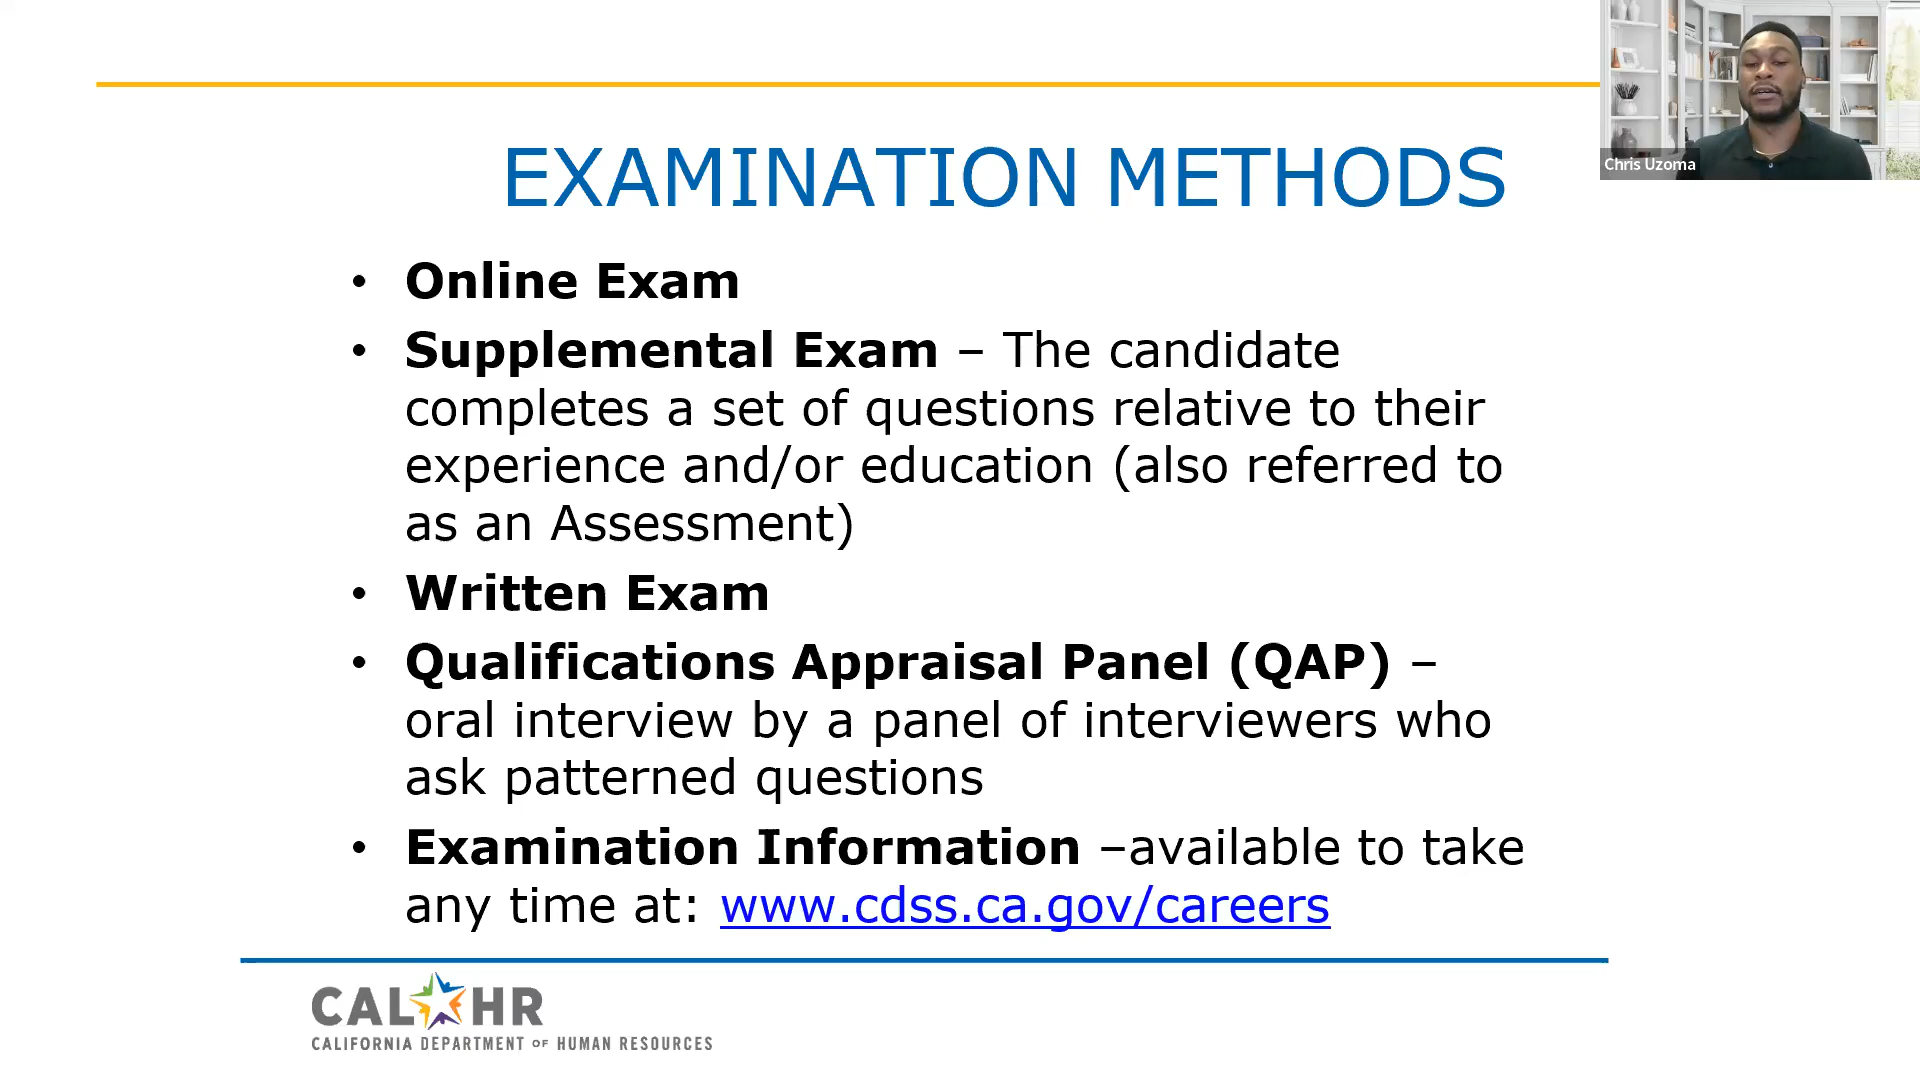 EXAMINATION METHODS
• Online Exam
• Supplemental Exam – The candidate
completes a set of questions relative to their
experience and/or education (also referred to
as an Assessment)
• Written Exam
• Qualifications Appraisal Panel (QAP) –
oral interview by a panel of interviewers who
ask patterned questions
• Examination Information –available to take
any time at: www.cdss.ca.gov/careers
CAL HR
CALIFORNIA DEPARTMENT OF HUMAN RESOURCES
Chris Uzoma